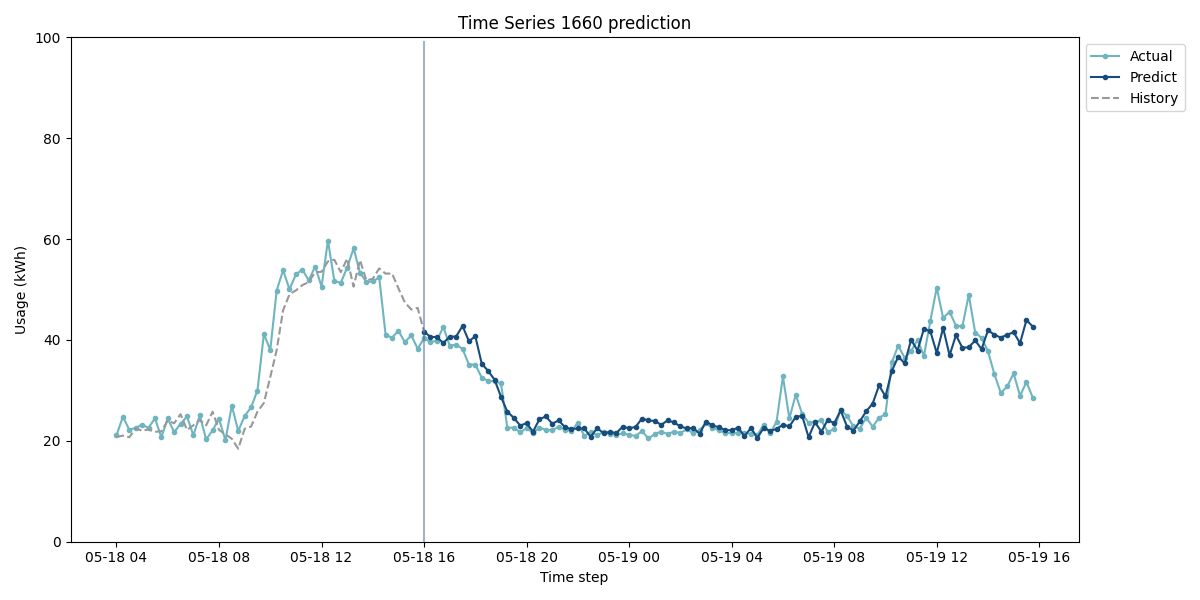 Time Series 1660 prediction
Actual
Predict
History
Usage (kWh)
100
80
60
40
20
0
05-18 04
05-18 08
05-18 12
05-18 16
05-18 20
05-19 00
05-19 04
05-19 08
05-19 12
05-19 16
Time step